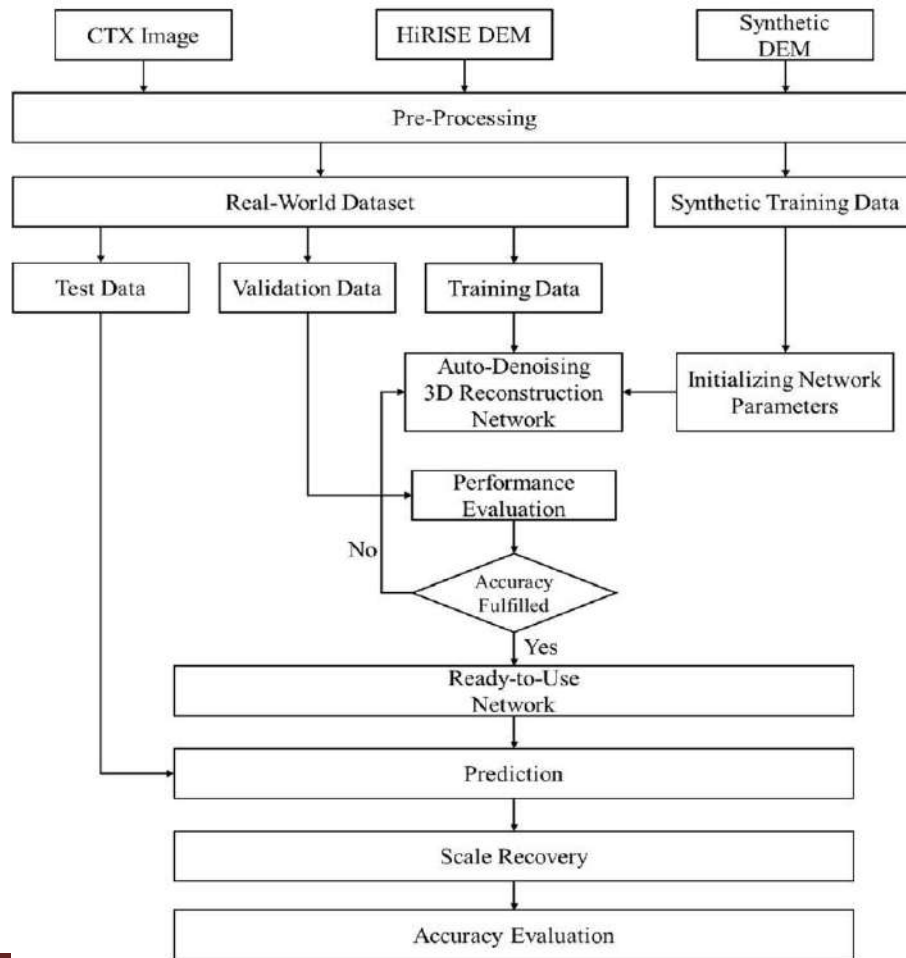 CTX Image
HiRISE DEM
Synthetic
DEM
Pre-Processing
Real-World Dataset
Synthetic Training Data
Test Data
Validation Data
Training Data
Auto-Denoising
3D Reconstruction
Network
Initializing Network
Parameters
Performance
Evaluation
No
Accuracy
Fulfilled
Yes
Ready-to-Use
Network
Prediction
Scale Recovery
Accuracy Evaluation